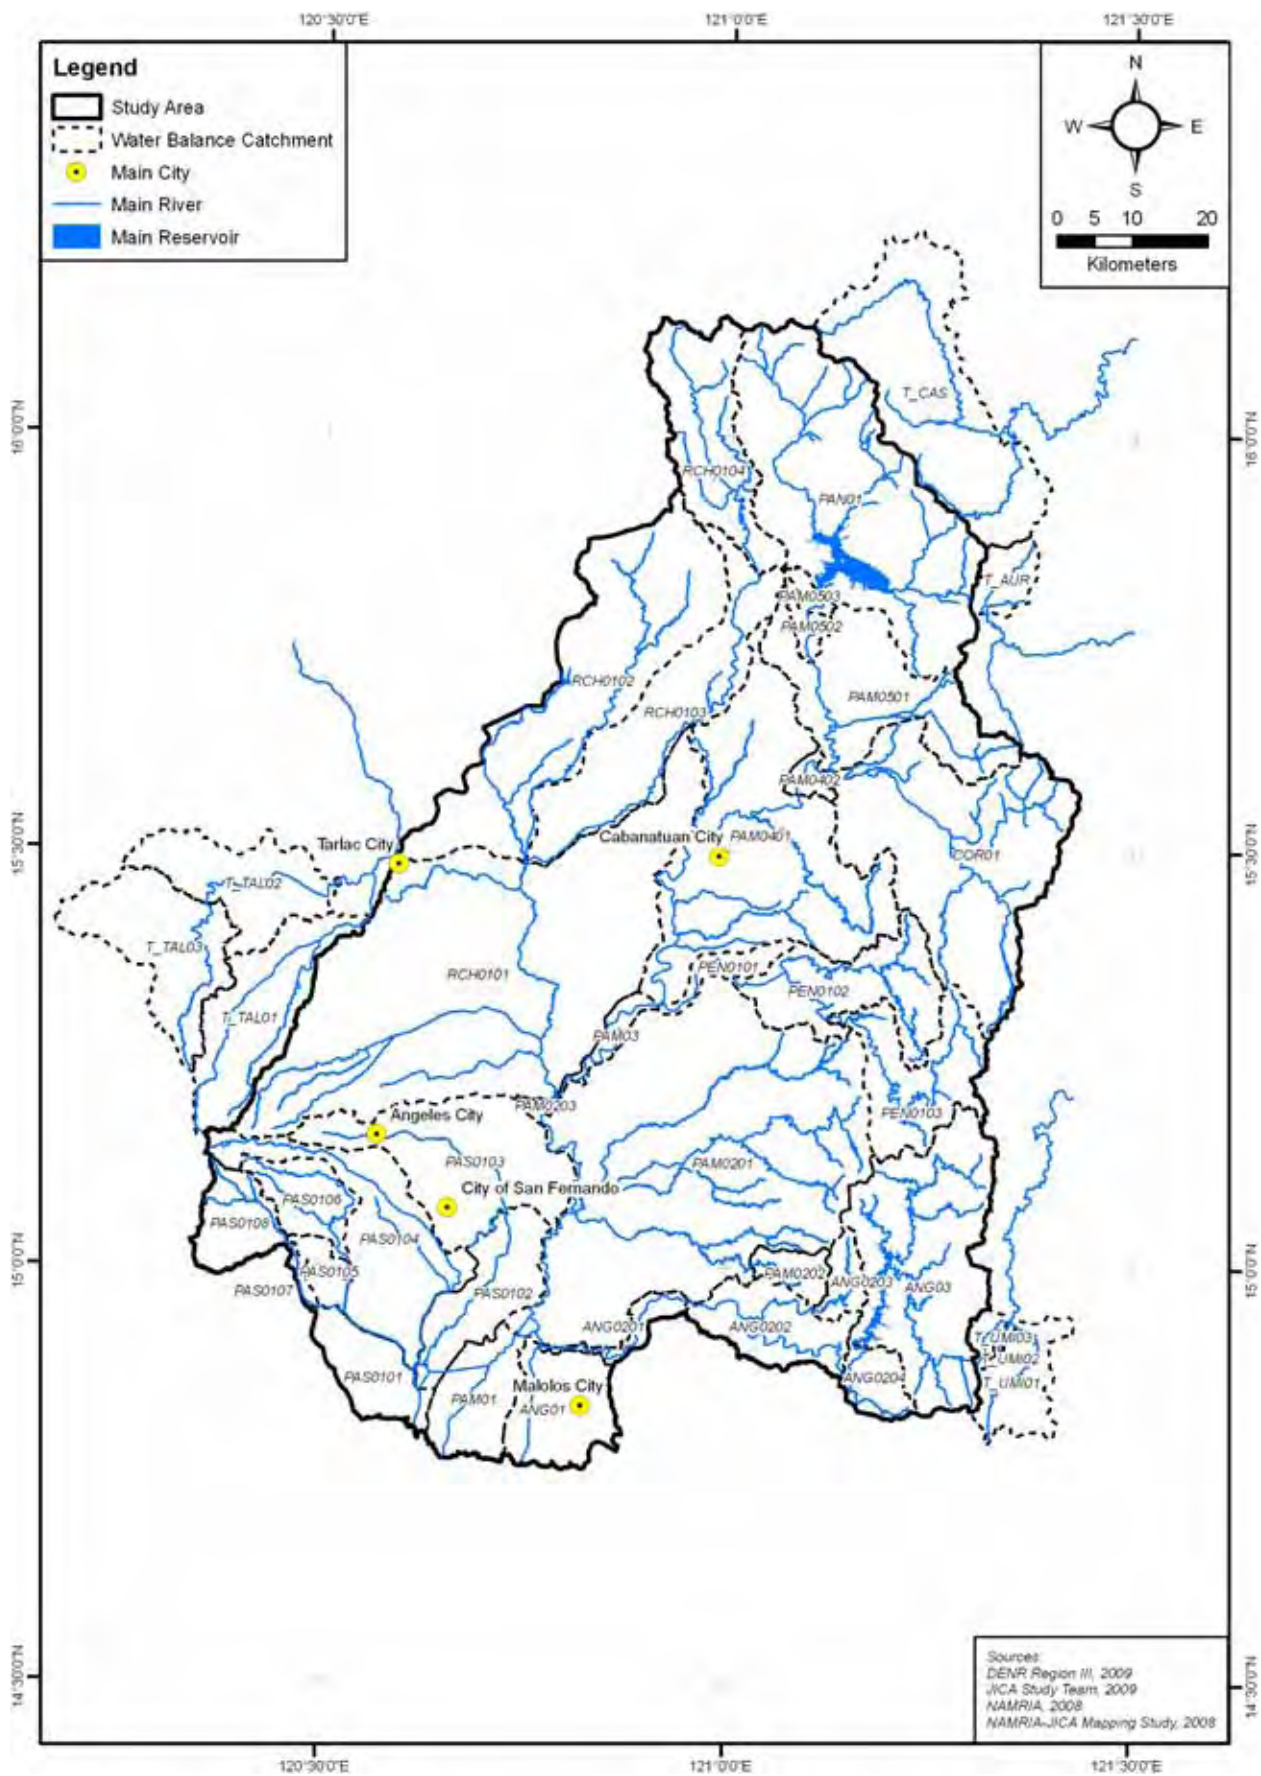 120°30'0"E
121°0'0"E
121°30'0"E
Legend
Study Area
Water Balance Catchment
Main City
Main River
Main Reservoir
N
W
E
S
0 5 10 20
Kilometers
T_CAS
16°0'0"N
16°0'0"N
RCH0104
PAN01
T_AUR
PAM0503
PAM0502
RCH0102
PAM0501
RCH0103
PAM0402
Tarlac City
Cabanatuan City
PAM0401
15°30'0"N
15°30'0"N
COR01
T_TAL02
T_TAL03
RCH0101
PEN0101
PEN0102
T_TAL01
PAM03
PAM0203
Angeles City
PEN0103
PAS0103
PAM0201
City of San Fernando
PAS0106
PAS0108
PAS0104
15°0'0"N
15°0'0"N
PAS0105
PAM0202
ANG0203
ANG03
PAS0107
PAS0102
ANG0201
ANG0202
T_UMI03
T_UMI02
T_UMI01
PAS0101
ANG0204
Malolos City
PAM01
ANG01
Sources:
DENR Region III, 2009
JICA Study Team, 2009
NAMRIA, 2008
NAMRIA-JICA Mapping Study, 2008
14°30'0"N
14°30'0"N
120°30'0"E
121°0'0"E
121°30'0"E